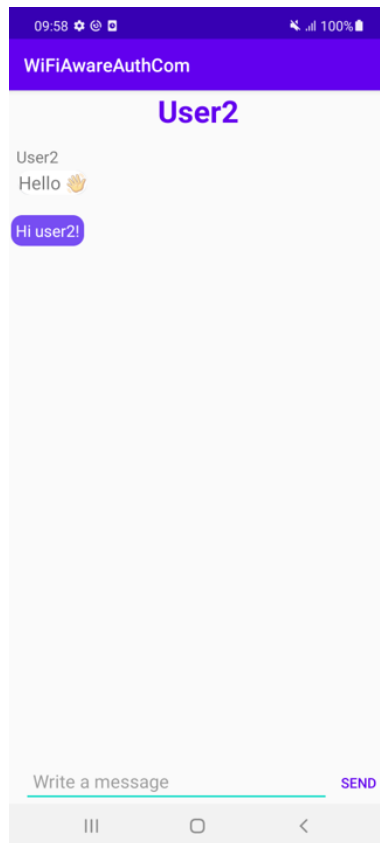 09:58 100%
WiFiAwareAuthCom
User2
User2
Hello 👋🏻
Hi user2!
Write a message SEND